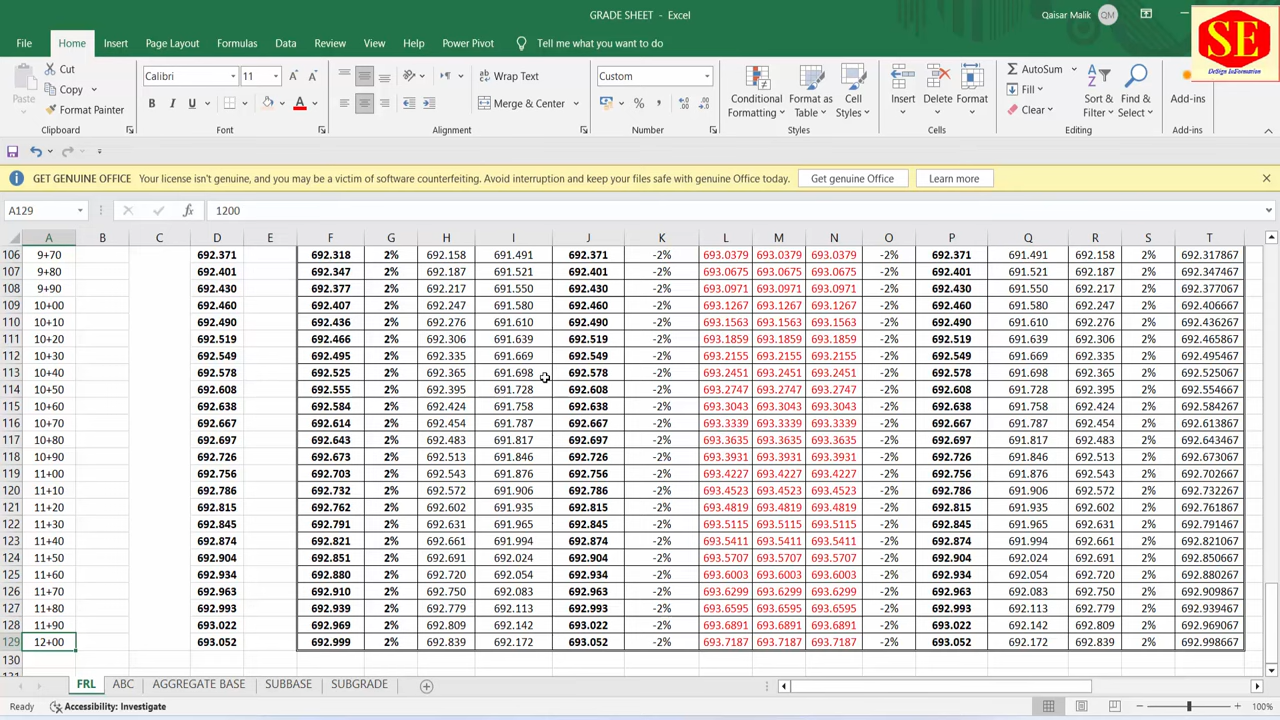 GRADE SHEET - Excel
Qaisar Malik QM
SE
DeSign InFormation
File Home Insert Page Layout Formulas Data Review View Help Power Pivot Tell me what you want to do
Paste
Cut
Copy
Format Painter
Clipboard
Calibri 11
B I U
Font
Wrap Text
Merge & Center
Alignment
Custom
Number
Conditional Formatting
Format as Table
Cell Styles
Styles
Insert Delete Format
Cells
AutoSum
Fill
Clear
Sort & Filter
Find & Select
Editing
Add-ins
Add-ins
GET GENUINE OFFICE Your license isn't genuine, and you may be a victim of software counterfeiting. Avoid interruption and keep your files safe with genuine Office today. Get genuine Office Learn more
A129 fx 1200
A B C D E F G H I J K L M N O P Q R S T
106 9+70 692.371 692.318 2% 692.158 691.491 692.371 -2% 693.0379 693.0379 693.0379 -2% 692.371 691.491 692.158 2% 692.317867
107 9+80 692.401 692.347 2% 692.187 691.521 692.401 -2% 693.0675 693.0675 693.0675 -2% 692.401 691.521 692.187 2% 692.347467
108 9+90 692.430 692.377 2% 692.217 691.550 692.430 -2% 693.0971 693.0971 693.0971 -2% 692.430 691.550 692.217 2% 692.377067
109 10+00 692.460 692.407 2% 692.247 691.580 692.460 -2% 693.1267 693.1267 693.1267 -2% 692.460 691.580 692.247 2% 692.406667
110 10+10 692.490 692.436 2% 692.276 691.610 692.490 -2% 693.1563 693.1563 693.1563 -2% 692.490 691.610 692.276 2% 692.436267
111 10+20 692.519 692.466 2% 692.306 691.639 692.519 -2% 693.1859 693.1859 693.1859 -2% 692.519 691.639 692.306 2% 692.465867
112 10+30 692.549 692.495 2% 692.335 691.669 692.549 -2% 693.2155 693.2155 693.2155 -2% 692.549 691.669 692.335 2% 692.495467
113 10+40 692.578 692.525 2% 692.365 691.698 692.578 -2% 693.2451 693.2451 693.2451 -2% 692.578 691.698 692.365 2% 692.525067
114 10+50 692.608 692.555 2% 692.395 691.728 692.608 -2% 693.2747 693.2747 693.2747 -2% 692.608 691.728 692.395 2% 692.554667
115 10+60 692.638 692.584 2% 692.424 691.758 692.638 -2% 693.3043 693.3043 693.3043 -2% 692.638 691.758 692.424 2% 692.584267
116 10+70 692.667 692.614 2% 692.454 691.787 692.667 -2% 693.3339 693.3339 693.3339 -2% 692.667 691.787 692.454 2% 692.613867
117 10+80 692.697 692.643 2% 692.483 691.817 692.697 -2% 693.3635 693.3635 693.3635 -2% 692.697 691.817 692.483 2% 692.643467
118 10+90 692.726 692.673 2% 692.513 691.846 692.726 -2% 693.3931 693.3931 693.3931 -2% 692.726 691.846 692.513 2% 692.673067
119 11+00 692.756 692.703 2% 692.543 691.876 692.756 -2% 693.4227 693.4227 693.4227 -2% 692.756 691.876 692.543 2% 692.702667
120 11+10 692.786 692.732 2% 692.572 691.906 692.786 -2% 693.4523 693.4523 693.4523 -2% 692.786 691.906 692.572 2% 692.732267
121 11+20 692.815 692.762 2% 692.602 691.935 692.815 -2% 693.4819 693.4819 693.4819 -2% 692.815 691.935 692.602 2% 692.761867
122 11+30 692.845 692.791 2% 692.631 691.965 692.845 -2% 693.5115 693.5115 693.5115 -2% 692.845 691.965 692.631 2% 692.791467
123 11+40 692.874 692.821 2% 692.661 691.994 692.874 -2% 693.5411 693.5411 693.5411 -2% 692.874 691.994 692.661 2% 692.821067
124 11+50 692.904 692.851 2% 692.691 692.024 692.904 -2% 693.5707 693.5707 693.5707 -2% 692.904 692.024 692.691 2% 692.850667
125 11+60 692.934 692.880 2% 692.720 692.054 692.934 -2% 693.6003 693.6003 693.6003 -2% 692.934 692.054 692.720 2% 692.880267
126 11+70 692.963 692.910 2% 692.750 692.083 692.963 -2% 693.6299 693.6299 693.6299 -2% 692.963 692.083 692.750 2% 692.909867
127 11+80 692.993 692.939 2% 692.779 692.113 692.993 -2% 693.6595 693.6595 693.6595 -2% 692.993 692.113 692.779 2% 692.939467
128 11+90 693.022 692.969 2% 692.809 692.142 693.022 -2% 693.6891 693.6891 693.6891 -2% 693.022 692.142 692.809 2% 692.969067
129 12+00 693.052 692.999 2% 692.839 692.172 693.052 -2% 693.7187 693.7187 693.7187 -2% 693.052 692.172 692.839 2% 692.998667
130
131
FRL ABC AGGREGATE BASE SUBBASE SUBGRADE
Ready Accessibility: Investigate 100%